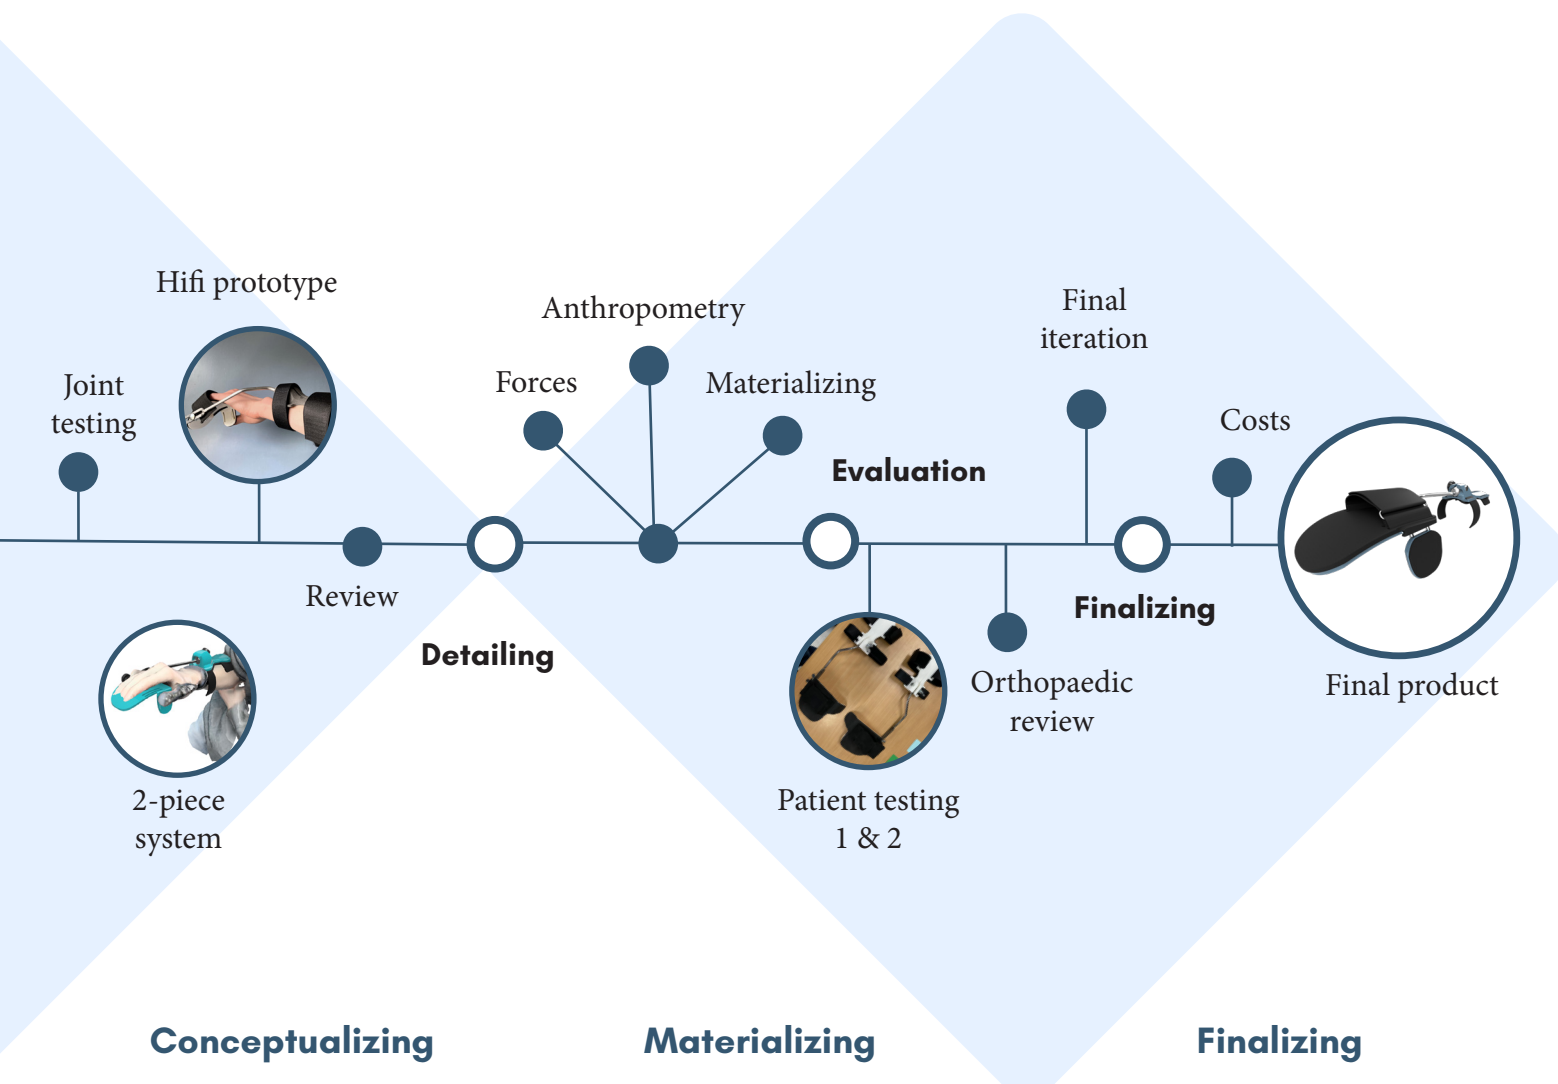 Hifi prototype
Joint
testing
Review
2-piece
system
Detailing
Anthropometry
Forces
Materializing
Evaluation
Patient testing
1 & 2
Orthopaedic
review
Final
iteration
Finalizing
Costs
Final product
Conceptualizing
Materializing
Finalizing